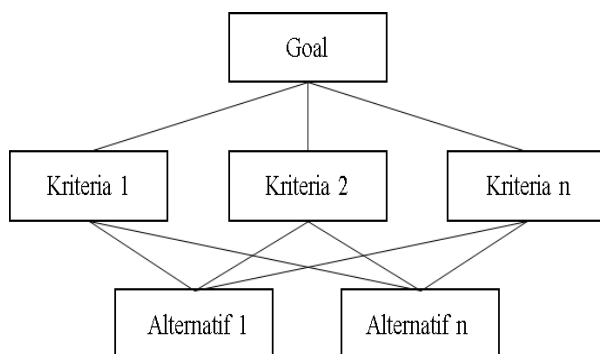 Goal
Kriteria 1
Kriteria 2
Kriteria n
Alternatif 1
Alternatif n